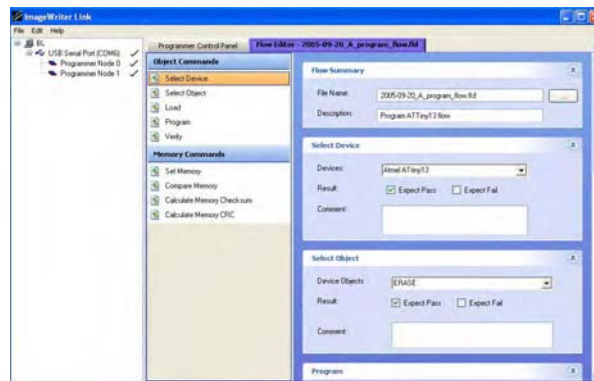 ImageWriter Link
File Edit Help
BL
USB Serial Port (COM6)
Programmer Node 0
Programmer Node 1
Programmer Control Panel
Flow Editor - 2005-09-20_A_program_flow.fld
Object Commands
Select Device
Select Object
Load
Program
Verify
Memory Commands
Set Memory
Compare Memory
Calculate Memory Checksum
Calculate Memory CRC
Flow Summary
File Name: 2005-09-20_A_program_flow.fld ...
Description: Program ATTiny13 flow
Select Device
Devices: Atmel ATtiny13
Result: Expect Pass Expect Fail
Comment:
Select Object
Device Objects: ERASE
Result: Expect Pass Expect Fail
Comment:
Program